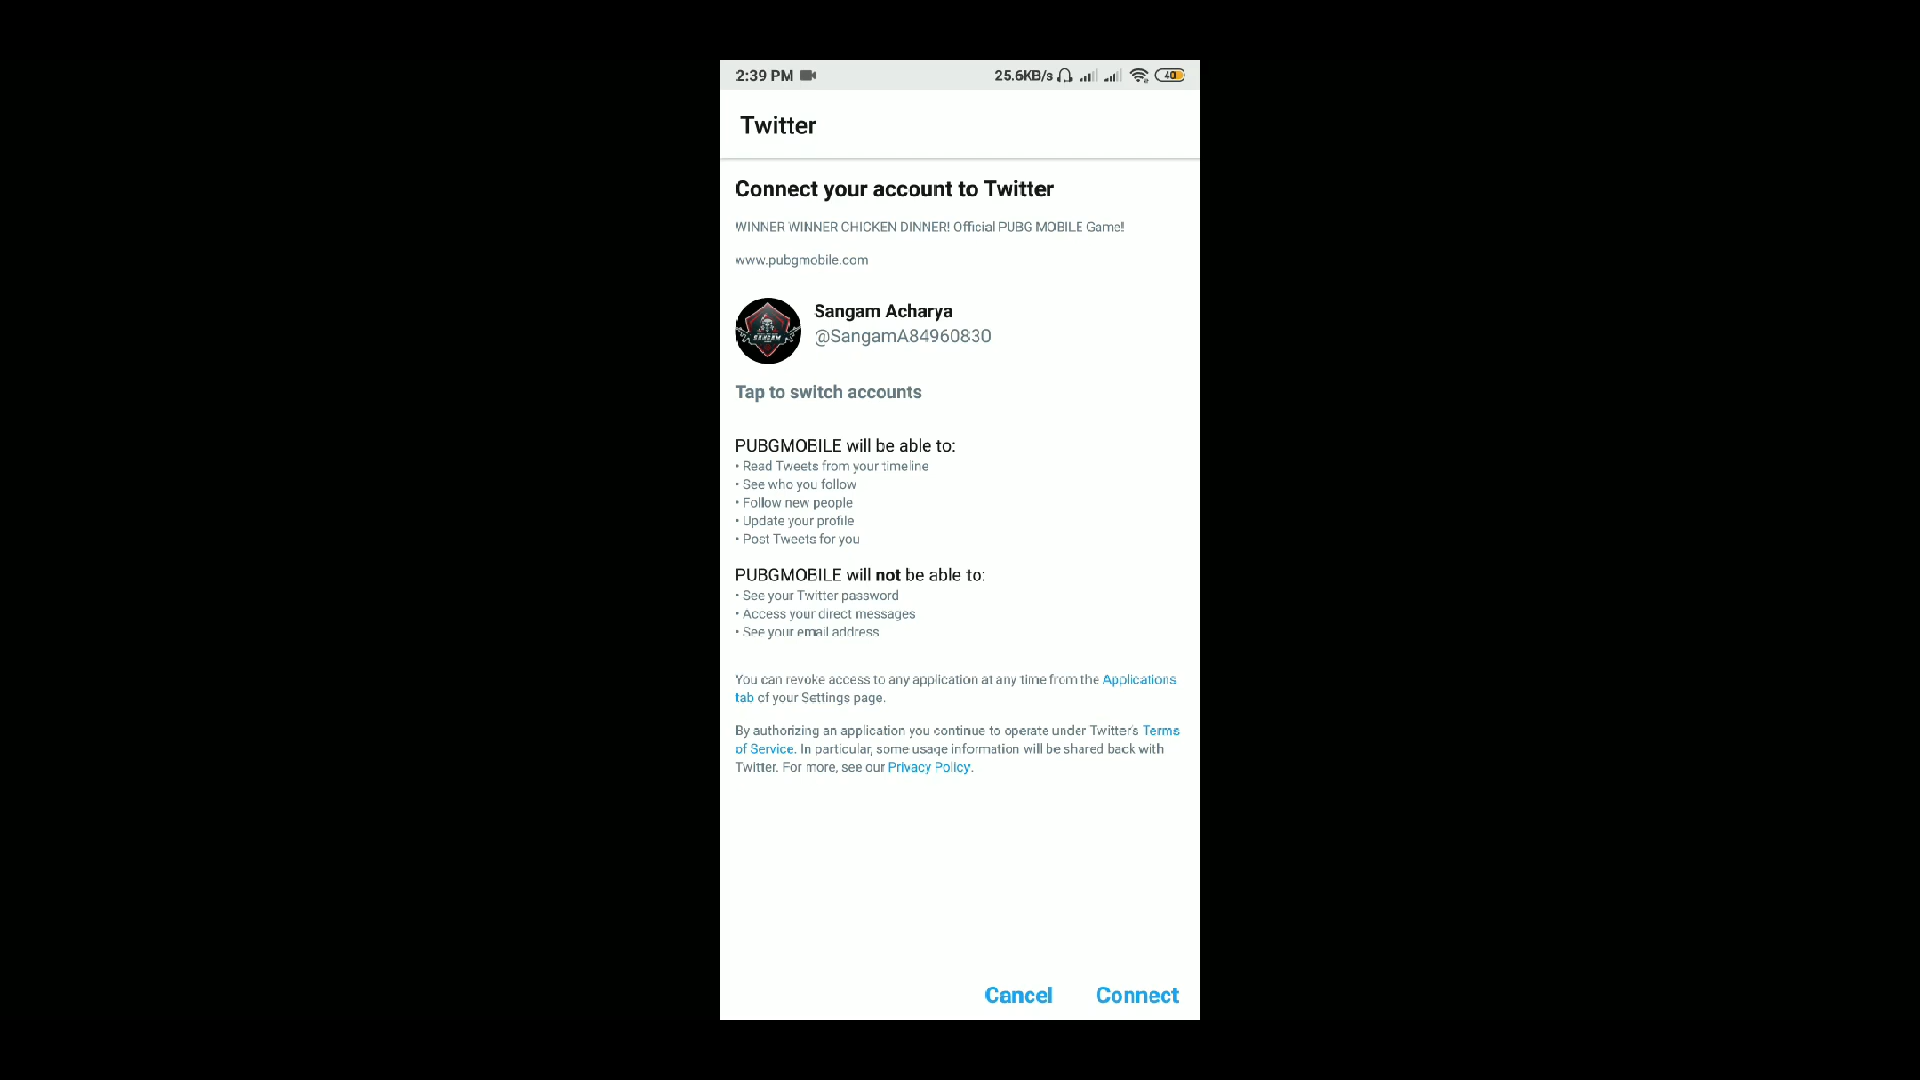 2:39 PM 25.6KB/s 40
Twitter
Connect your account to Twitter
WINNER WINNER CHICKEN DINNER! Official PUBG MOBILE Game!
www.pubgmobile.com
Sangam Acharya
@SangamA84960830
Tap to switch accounts
PUBGMOBILE will be able to:
• Read Tweets from your timeline
• See who you follow
• Follow new people
• Update your profile
• Post Tweets for you
PUBGMOBILE will not be able to:
• See your Twitter password
• Access your direct messages
• See your email address
You can revoke access to any application at any time from the Applications
tab of your Settings page.
By authorizing an application you continue to operate under Twitter's Terms
of Service. In particular, some usage information will be shared back with
Twitter. For more, see our Privacy Policy.
Cancel Connect